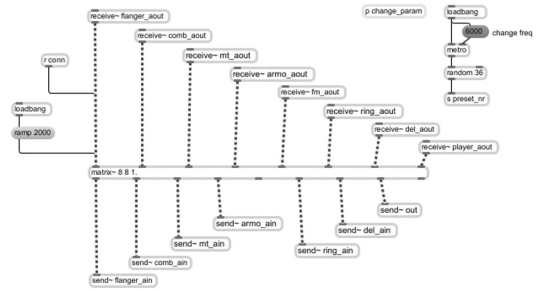 receive~ flanger_aout
p change_param
loadbang
receive~ comb_aout
6000
change freq
receive~ mt_aout
metro
r conn
receive~ armo_aout
random 36
receive~ fm_aout
s preset_nr
loadbang
receive~ ring_aout
ramp 2000
receive~ del_aout
receive~ player_aout
matrix~ 8 8 1.
send~ out
send~ armo_ain
send~ del_ain
send~ mt_ain
send~ ring_ain
send~ comb_ain
send~ flanger_ain